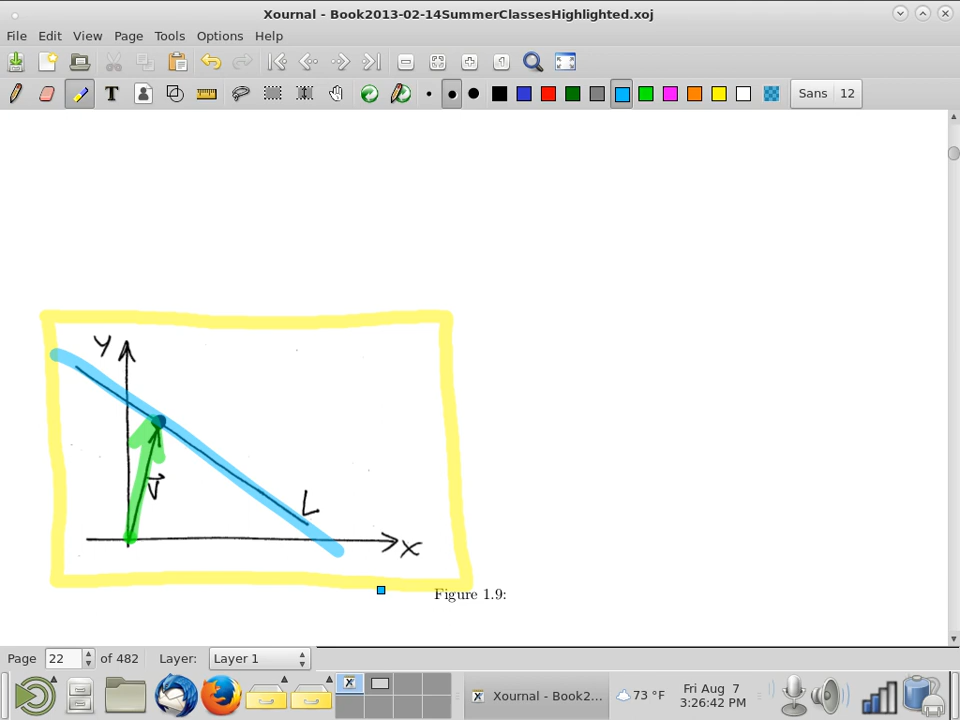 Xournal - Book2013-02-14SummerClassesHighlighted.xoj
File Edit View Page Tools Options Help
T Sans 12
Y
V
L
X
Figure 1.9:
Page 22 of 482 Layer: Layer 1
Xournal - Book2... 73 °F Fri Aug 7
3:26:42 PM